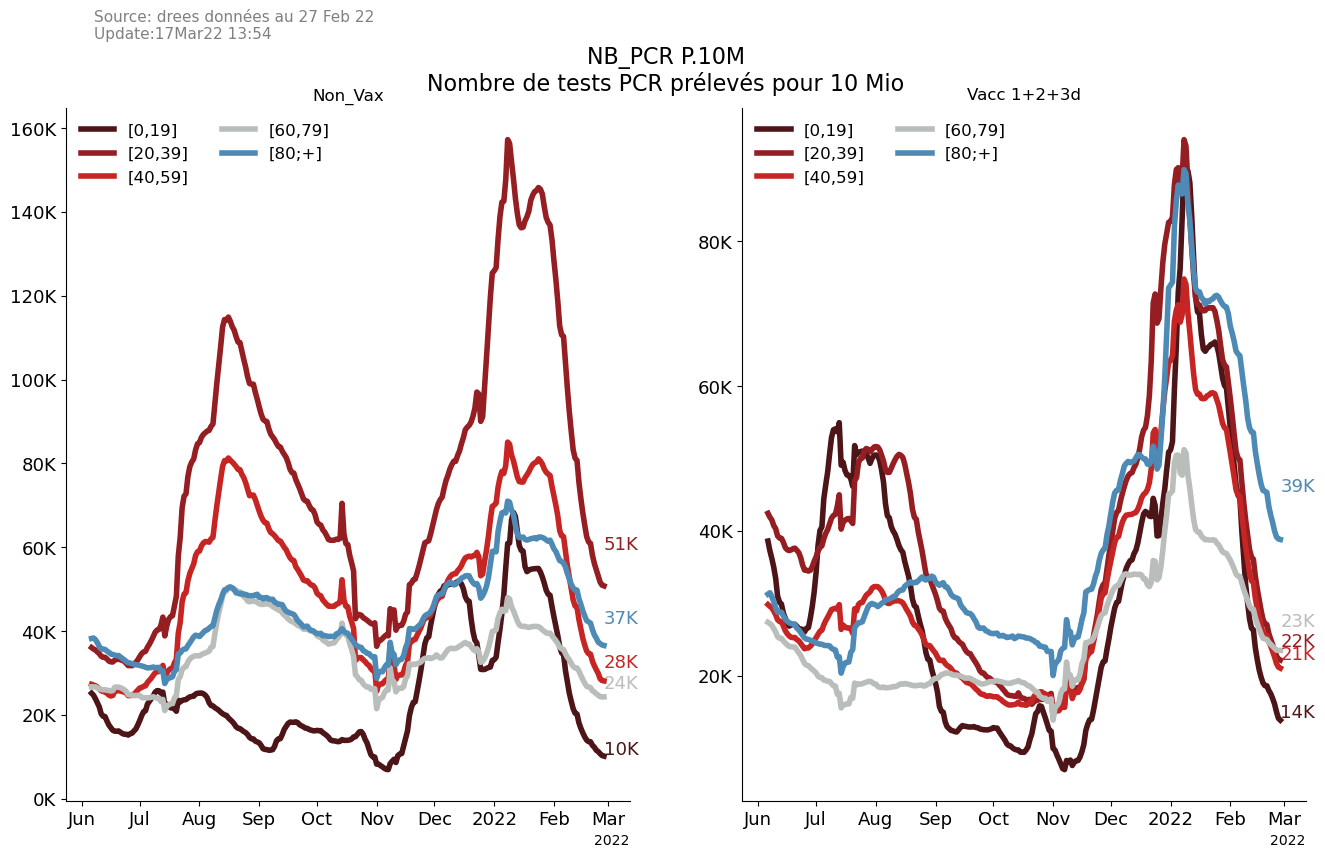 Source: drees données au 27 Feb 22
Update:17Mar22 13:54
NB_PCR P.10M
Nombre de tests PCR prélevés pour 10 Mio
Non_Vax
[0,19]
[20,39]
[40,59]
[60,79]
[80;+]
160K
140K
120K
100K
80K
60K
40K
20K
0K
51K
37K
28K
24K
10K
Jun Jul Aug Sep Oct Nov Dec 2022 Feb Mar
2022
Vacc 1+2+3d
[0,19]
[20,39]
[40,59]
[60,79]
[80;+]
80K
60K
40K
20K
39K
23K
22K
21K
14K
Jun Jul Aug Sep Oct Nov Dec 2022 Feb Mar
2022